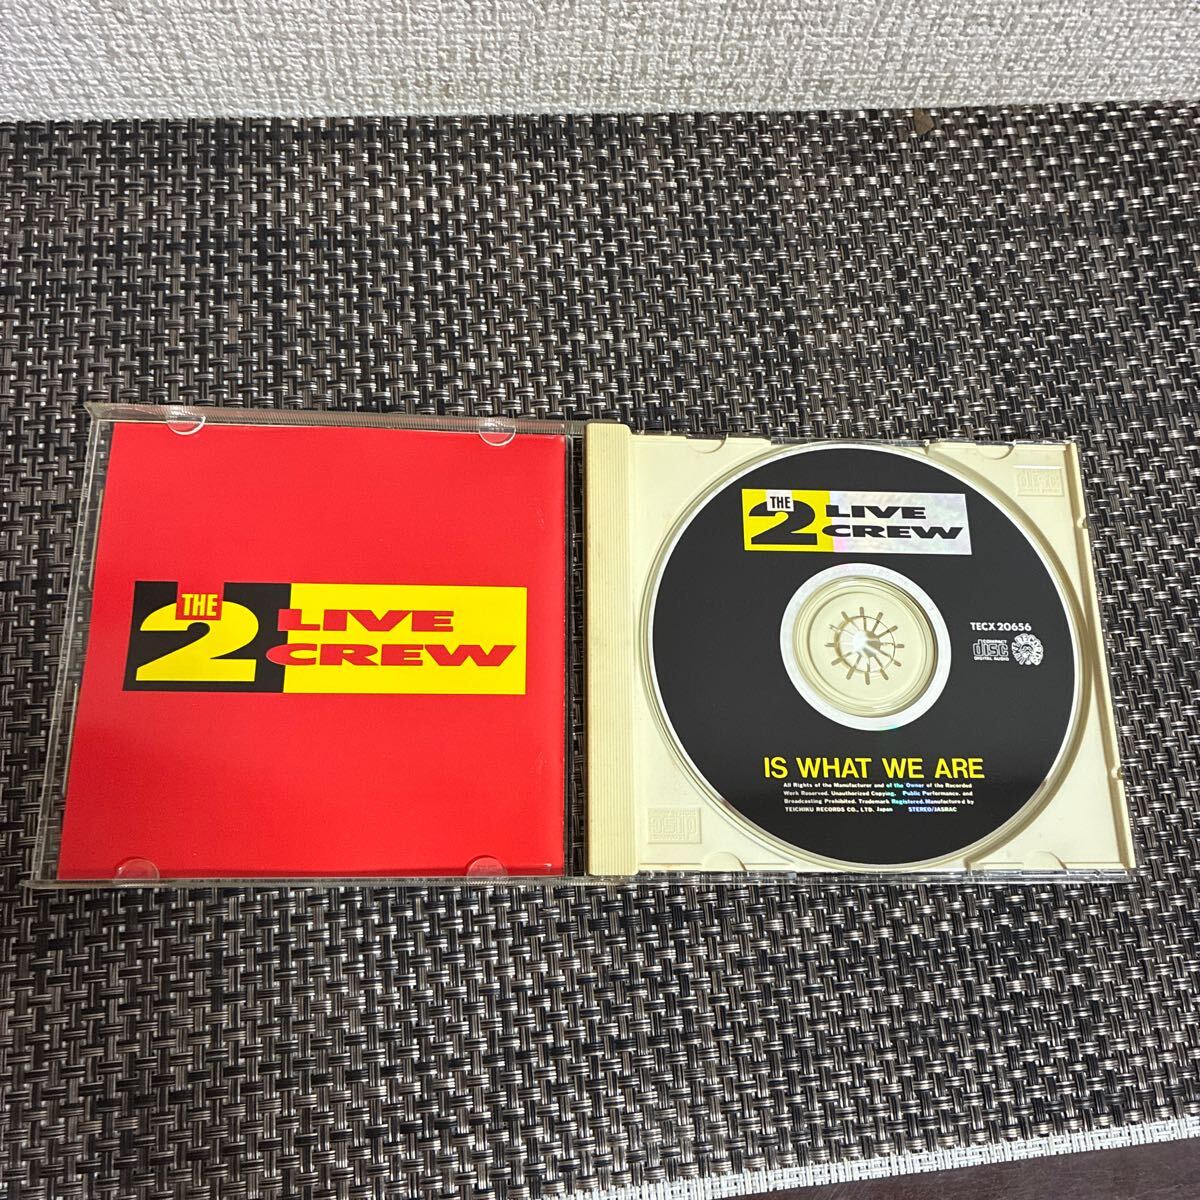 THE
2 LIVE
CREW
THE
2 LIVE
CREW
TECX 20656
COMPACT
disc
DIGITAL AUDIO
IS WHAT WE ARE
All Rights of the Manufacturer and of the Owner of the Recorded
Work Reserved. Unauthorized Copying, Public Performance, and
Broadcasting Prohibited. Trademark Registered. Manufactured by
TEICHIKU RECORDS CO., LTD. Japan STEREO/JASRAC
disc
disc